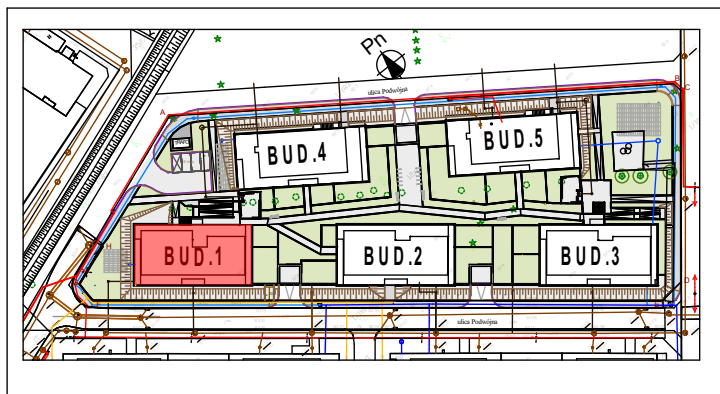 Pn
ulica Podwójna
A
B
C
BUD.4
BUD.5
H
BUD.1
BUD.2
BUD.3
D
ulica Podwójna